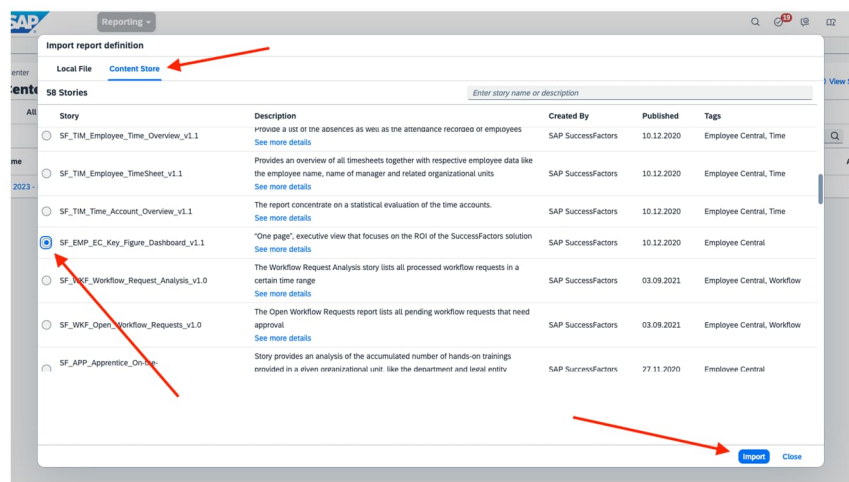 SAP
Reporting
19
Import report definition
Local File Content Store
58 Stories
Enter story name or description
enter
View
All
me
2023 -
Story Description Created By Published Tags
Provide a list of the absences as well as the attendance recorded of employees
SF_TIM_Employee_Time_Overview_v1.1 SAP SuccessFactors 10.12.2020 Employee Central, Time
See more details
Provides an overview of all timesheets together with respective employee data like
SF_TIM_Employee_TimeSheet_v1.1 the employee name, name of manager and related organizational units SAP SuccessFactors 10.12.2020 Employee Central, Time
See more details
The report concentrate on a statistical evaluation of the time accounts.
SF_TIM_Time_Account_Overview_v1.1 SAP SuccessFactors 10.12.2020 Employee Central, Time
See more details
"One page", executive view that focuses on the ROI of the SuccessFactors solution
SF_EMP_EC_Key_Figure_Dashboard_v1.1 SAP SuccessFactors 10.12.2020 Employee Central
See more details
The Workflow Request Analysis story lists all processed workflow requests in a
SF_WKF_Workflow_Request_Analysis_v1.0 certain time range SAP SuccessFactors 03.09.2021 Employee Central, Workflow
See more details
The Open Workflow Requests report lists all pending workflow requests that need
SF_WKF_Open_Workflow_Requests_v1.0 approval SAP SuccessFactors 03.09.2021 Employee Central, Workflow
See more details
SF_APP_Apprentice_On-the- Story provides an analysis of the accumulated number of hands-on trainings
provided in a given organizational unit, like the department and legal entity SAP SuccessFactors 27.11.2020 Employee Central
Import Close